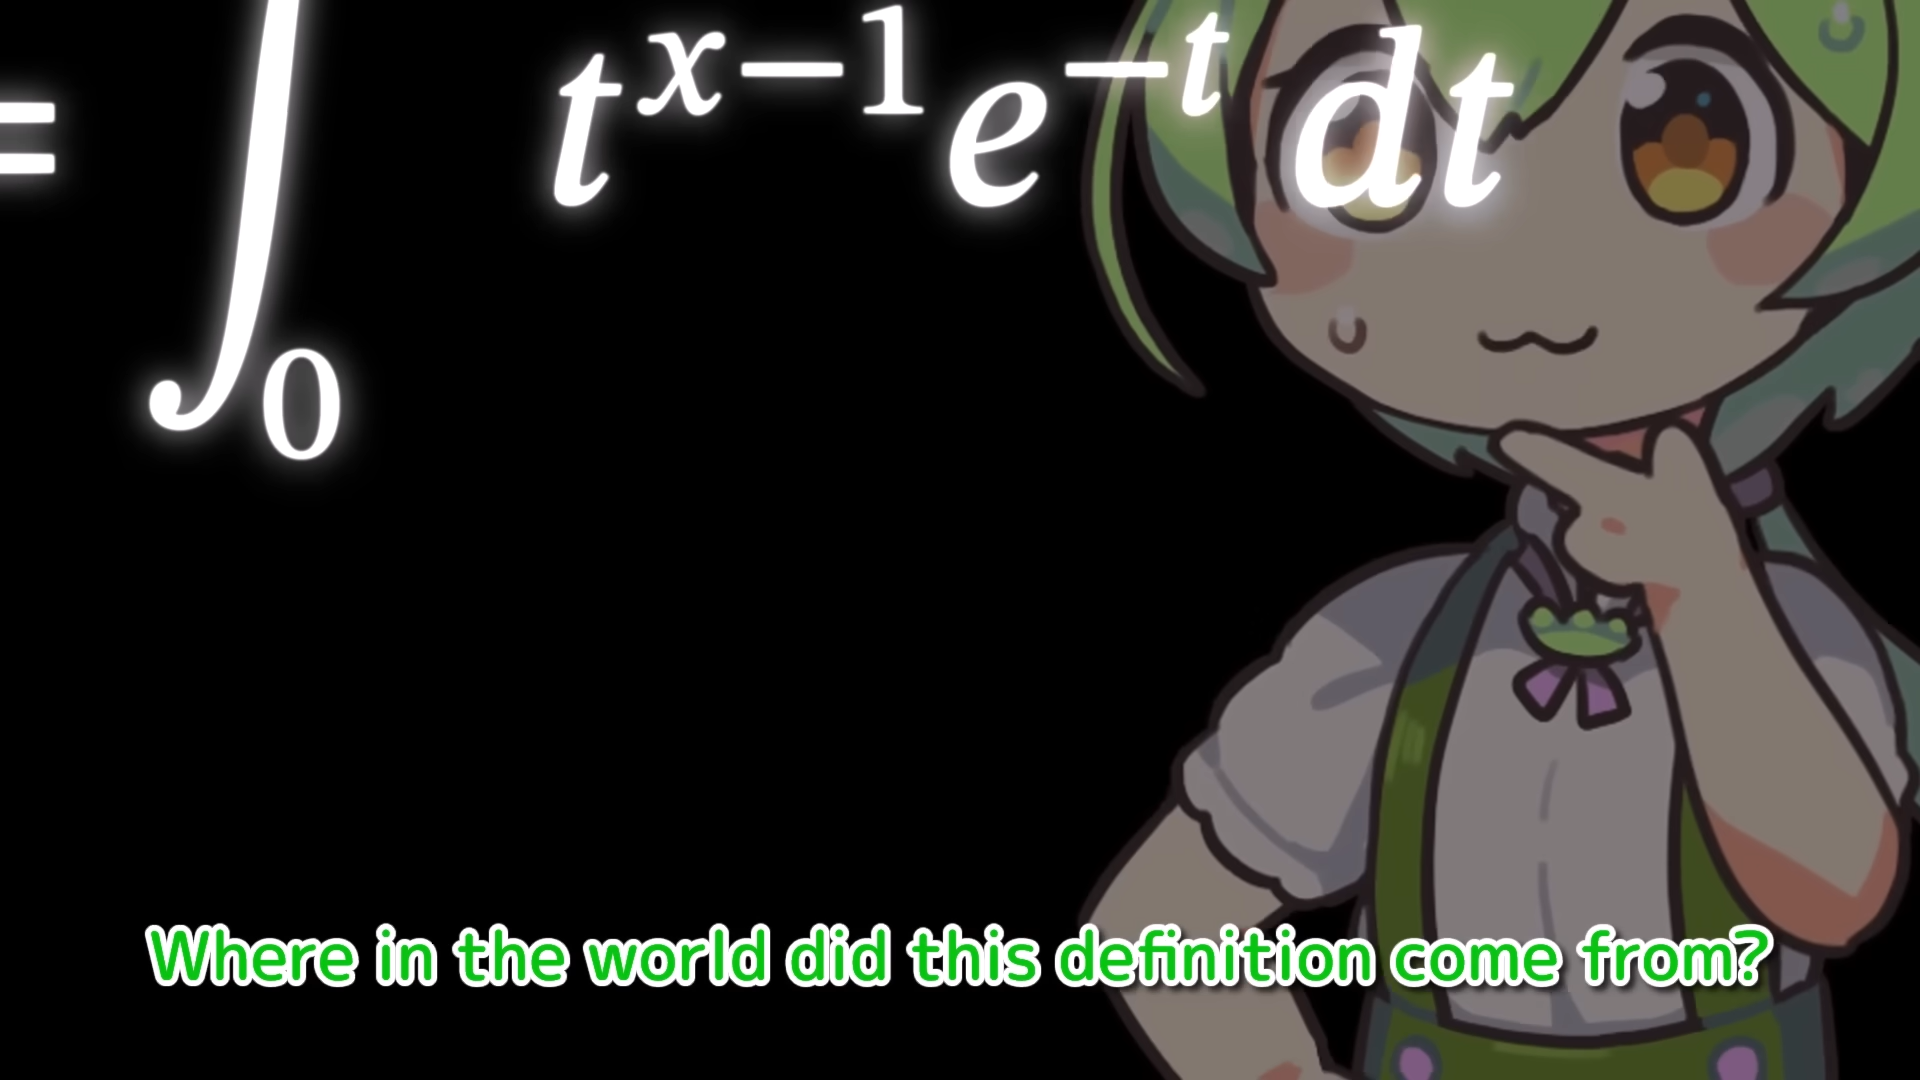 = ∫₀ tˣ⁻¹e⁻ᵗdt
Where in the world did this definition come from?